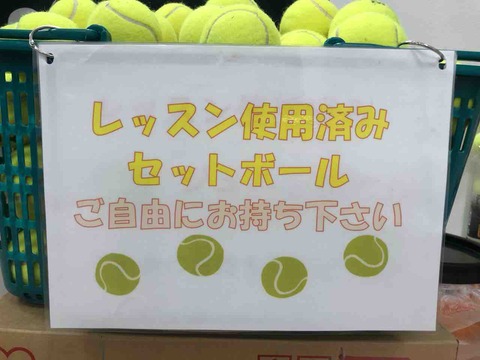 レッスン使用済み
セットボール
ご自由にお持ち下さい